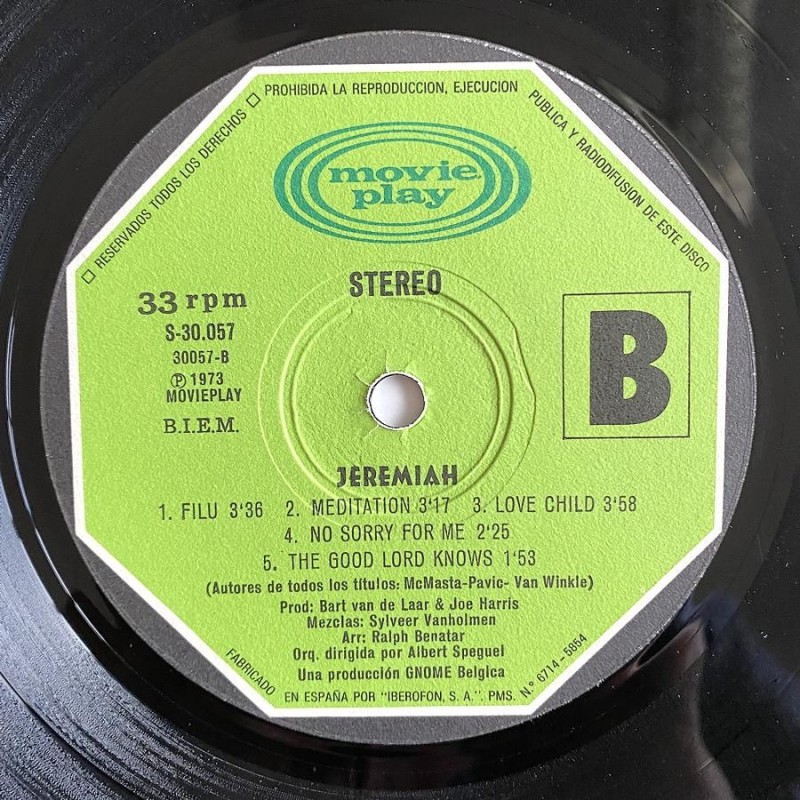 □ RESERVADOS TODOS LOS DERECHOS □ PROHIBIDA LA REPRODUCCION, EJECUCION PUBLICA Y RADIODIFUSION DE ESTE DISCO
movie
play
STEREO
33 rpm
S-30.057
30057-B
Ⓟ 1973
MOVIEPLAY
B.I.E.M.
B
JEREMIAH
1. FILU 3'36 2. MEDITATION 3'17 3. LOVE CHILD 3'58
4. NO SORRY FOR ME 2'25
5. THE GOOD LORD KNOWS 1'53
(Autores de todos los títulos: McMasta-Pavic- Van Winkle)
Prod: Bart van de Laar & Joe Harris
Mezclas: Sylveer Vanholmen
Arr: Ralph Benatar
Orq. dirigida por Albert Speguel
Una producción GNOME Belgica
FABRICADO EN ESPAÑA POR "IBEROFON, S. A.". PMS. N.º 6714-5854